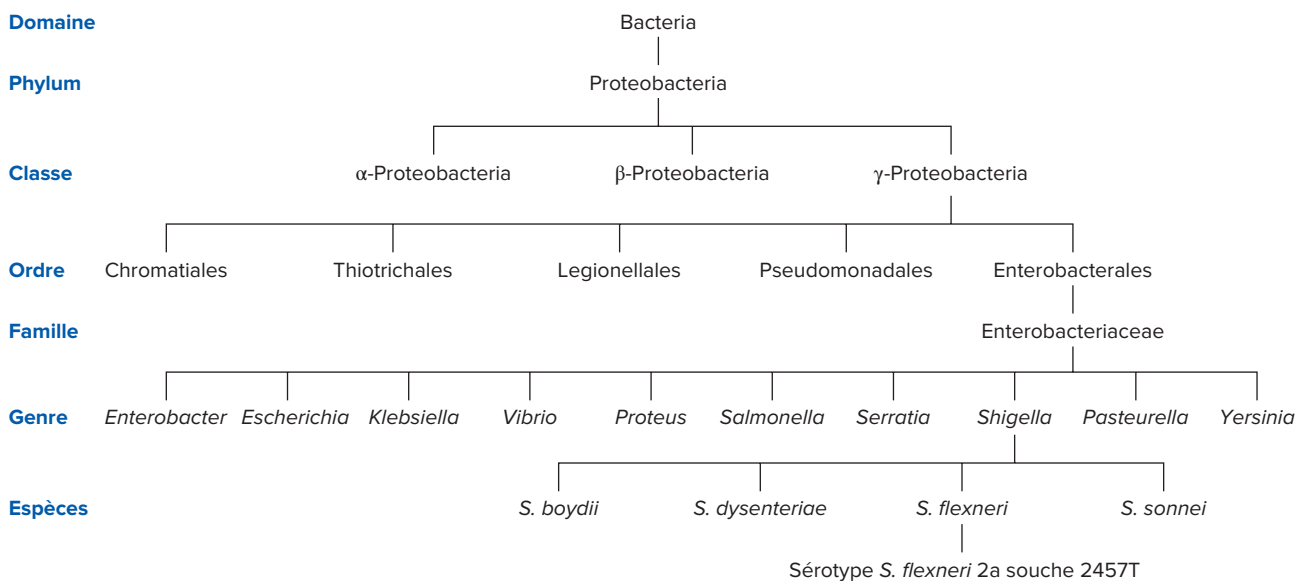 Domaine Bacteria
Phylum Proteobacteria
Classe α-Proteobacteria β-Proteobacteria γ-Proteobacteria
Ordre Chromatiales Thiotrichales Legionellales Pseudomonadales Enterobacterales
Famille Enterobacteriaceae
Genre Enterobacter Escherichia Klebsiella Vibrio Proteus Salmonella Serratia Shigella Pasteurella Yersinia
Espèces S. boydii S. dysenteriae S. flexneri S. sonnei
Sérotype S. flexneri 2a souche 2457T